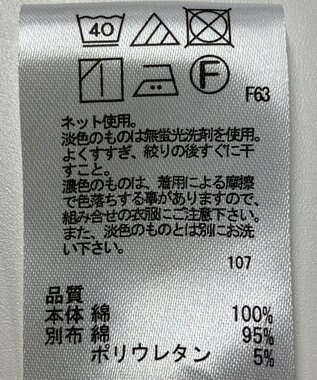 40
F
F63
ネット使用。
淡色のものは無蛍光洗剤を使用。
よくすすぎ、絞りの後すぐに干
すこと。
濃色のものは、着用による摩擦
で色落ちする事がありますので、
組み合せの衣服にご注意下さい。
また、淡色のものとは別にお洗
い下さい。
107
品質
本体 綿 100%
別布 綿 95%
ポリウレタン 5%